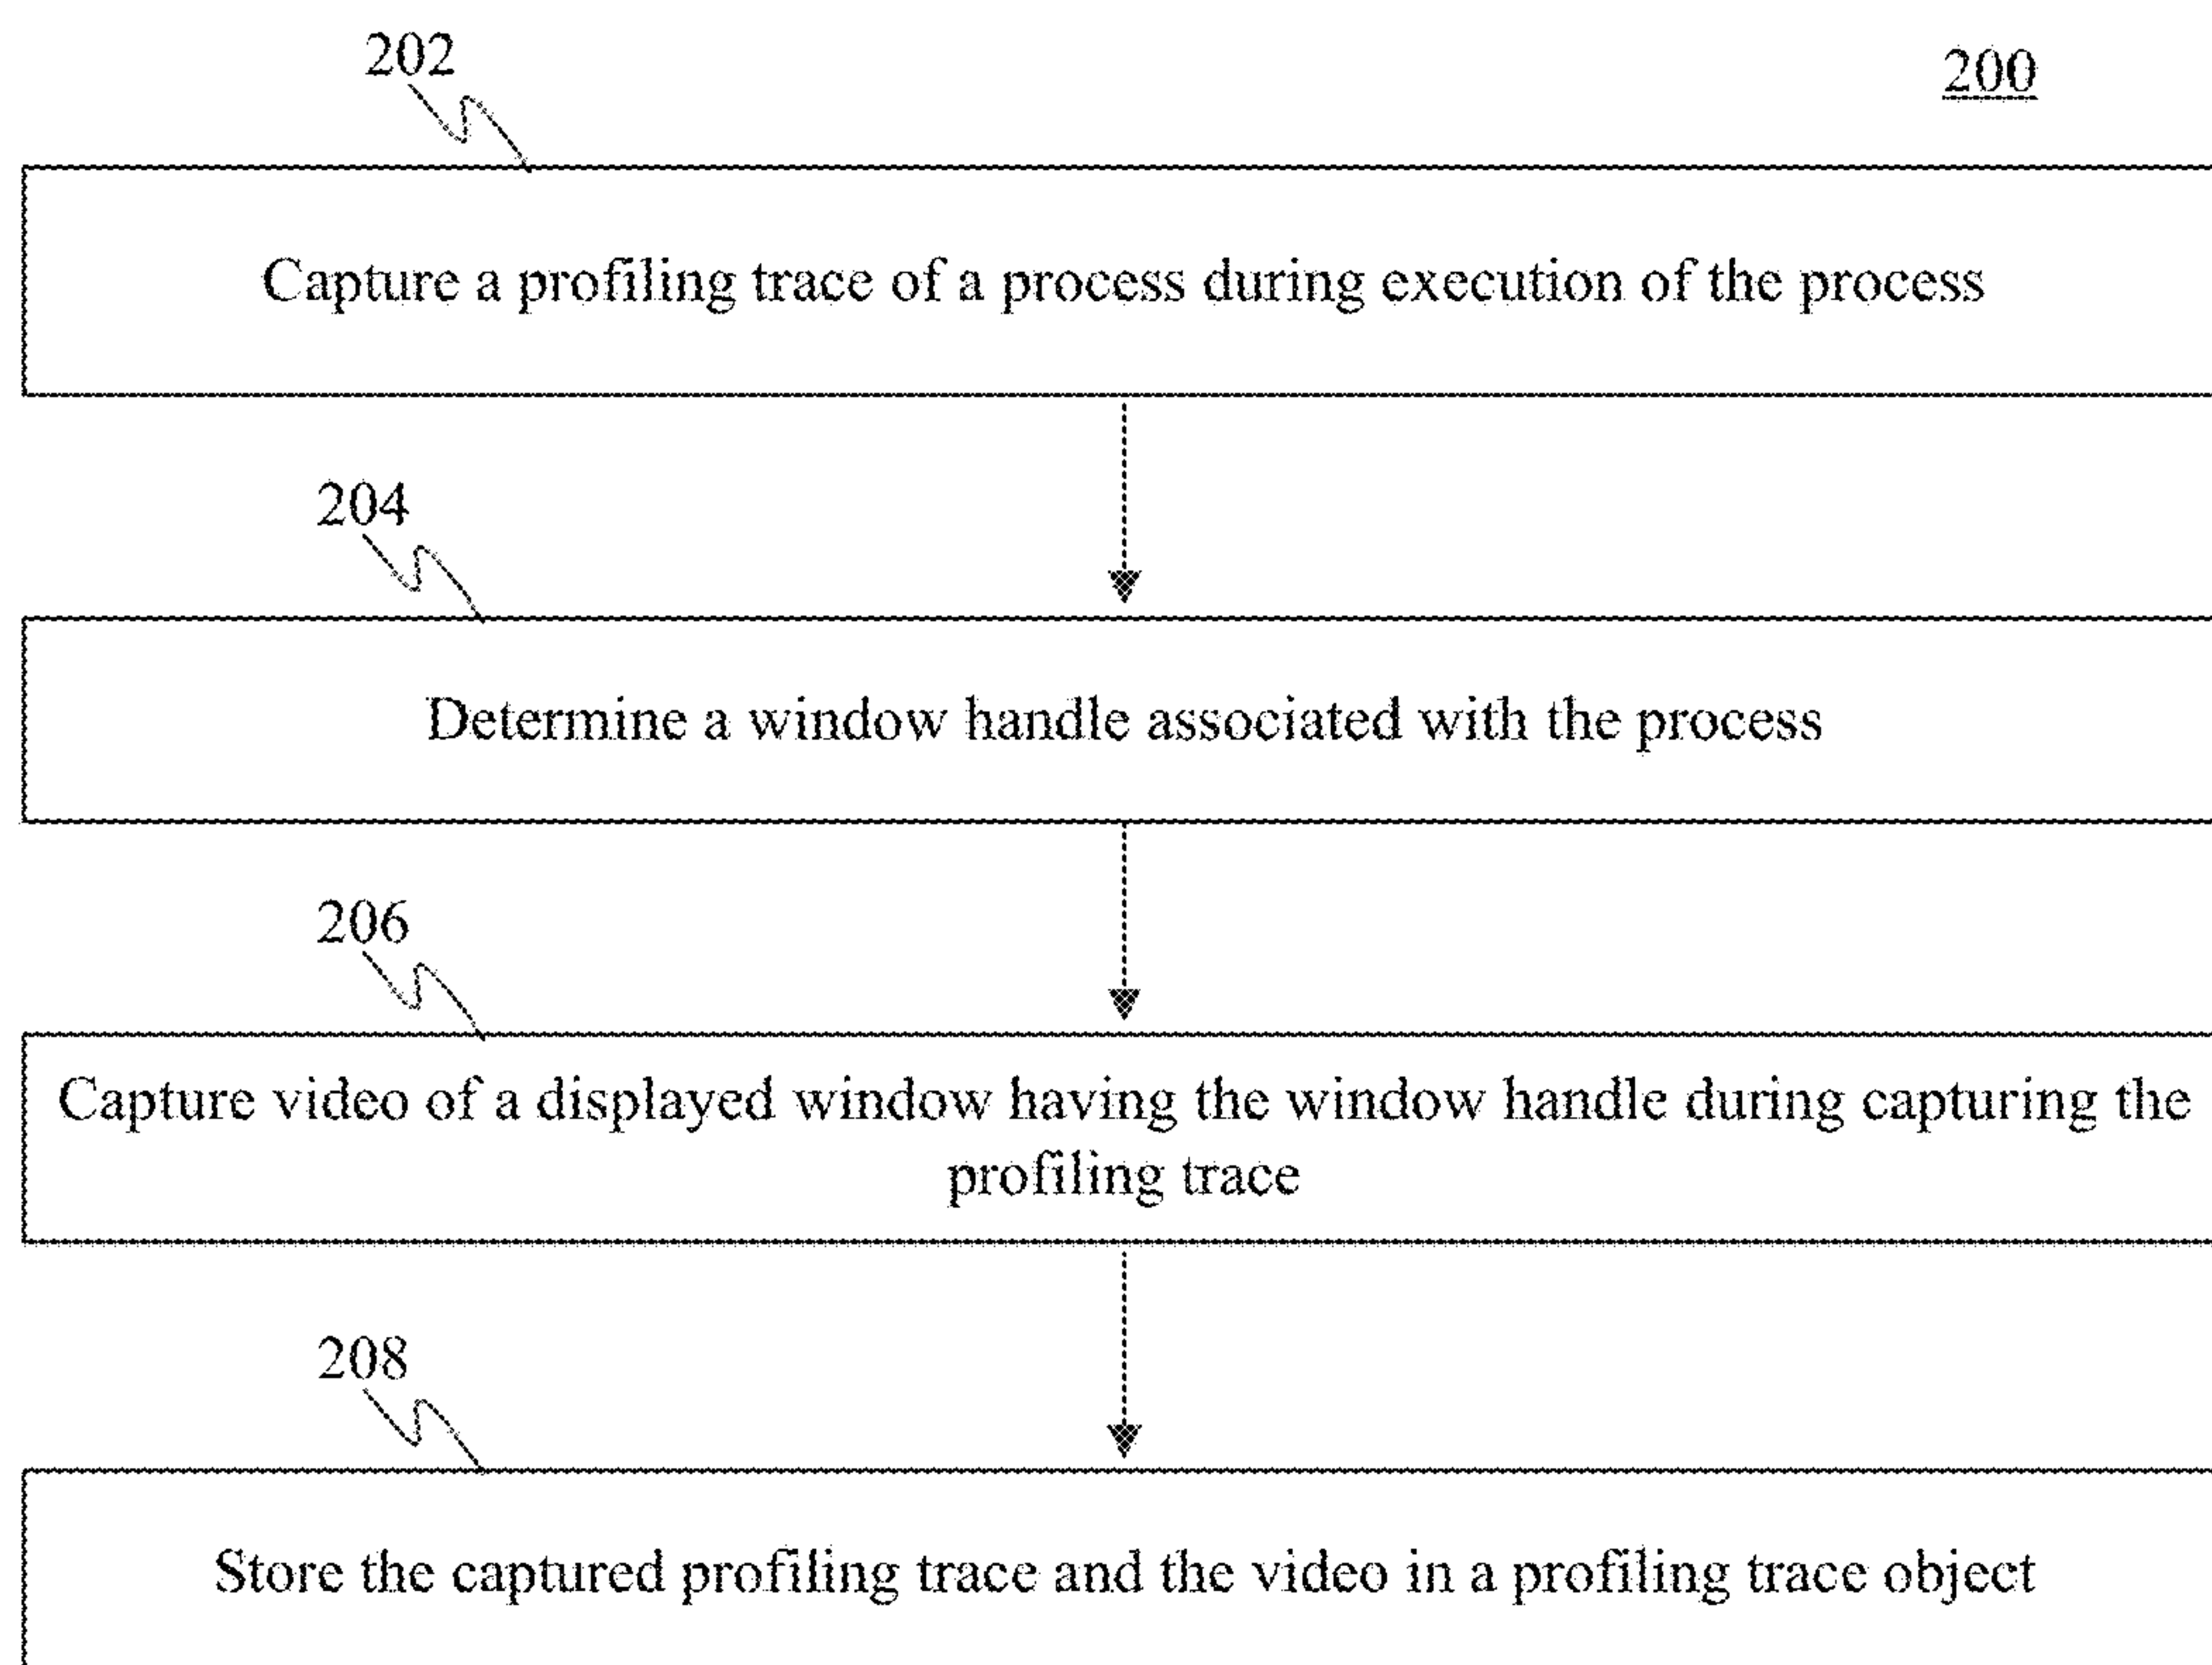 202
200
Capture a profiling trace of a process during execution of the process
204
Determine a window handle associated with the process
206
Capture video of a displayed window having the window handle during capturing the
profiling trace
208
Store the captured profiling trace and the video in a profiling trace object